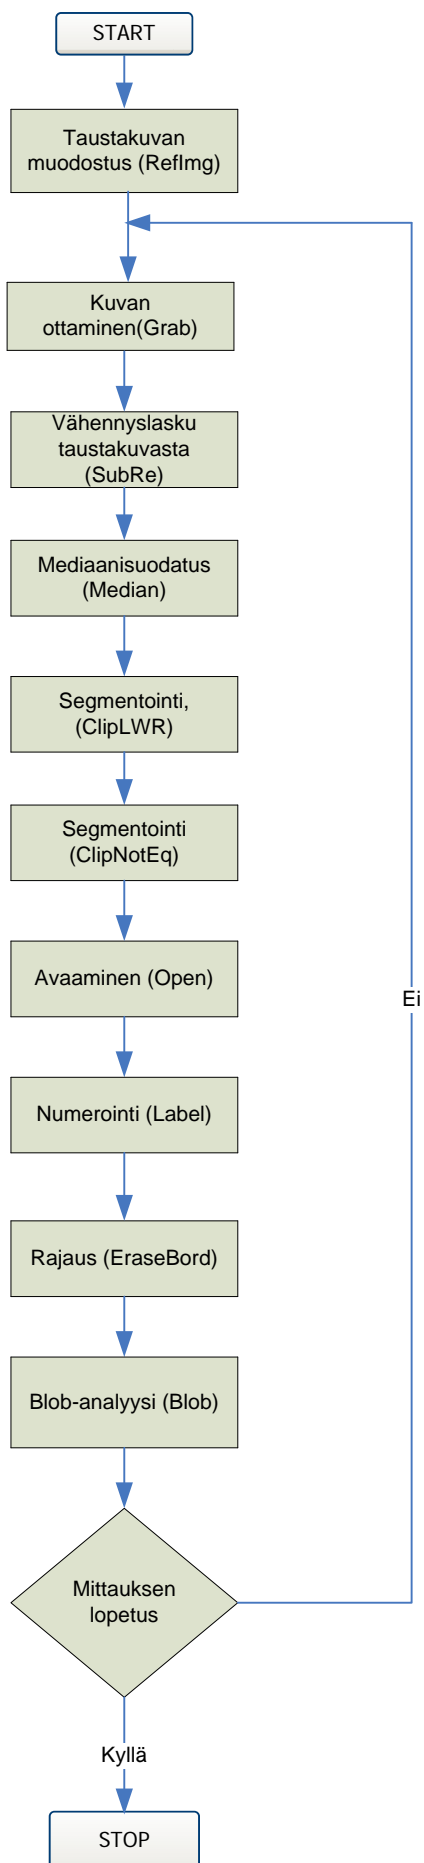 START
Taustakuvan
muodostus (RefImg)
Kuvan
ottaminen(Grab)
Vähennyslasku
taustakuvasta
(SubRe)
Mediaanisuodatus
(Median)
Segmentointi,
(ClipLWR)
Segmentointi
(ClipNotEq)
Avaaminen (Open)
Ei
Numerointi (Label)
Rajaus (EraseBord)
Blob-analyysi (Blob)
Mittauksen
lopetus
Kyllä
STOP